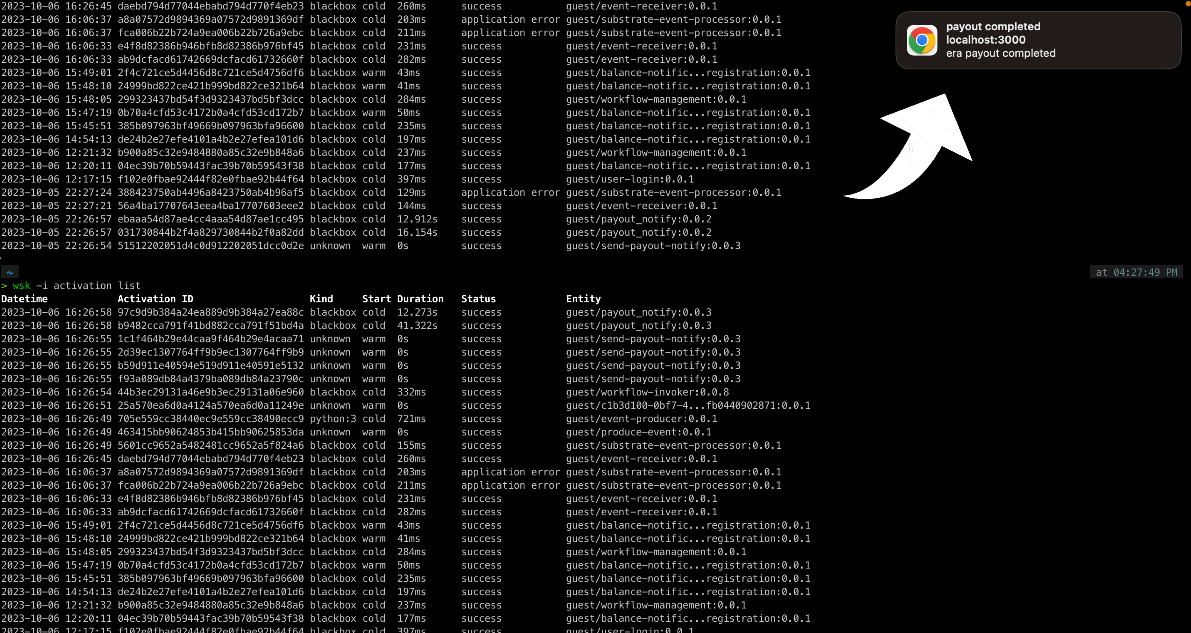 2023-10-06 16:26:45 daebd794d77044ebabd794d770f4eb23 blackbox cold 260ms success guest/event-receiver:0.0.1
2023-10-06 16:06:37 a8a07572d9894369a07572d9891369df blackbox cold 203ms application error guest/substrate-event-processor:0.0.1
2023-10-06 16:06:37 fca006b22b724a9ea006b22b726a9ebc blackbox cold 211ms application error guest/substrate-event-processor:0.0.1
2023-10-06 16:06:33 e4f8d82386b946bfb8d82386b976bf45 blackbox cold 231ms success guest/event-receiver:0.0.1
2023-10-06 16:06:33 ab9dcfacd61742669dcfacd61732660f blackbox cold 282ms success guest/event-receiver:0.0.1
2023-10-06 15:49:01 2f4c721ce5d4456d8c721ce5d4756df6 blackbox warm 43ms success guest/balance-notific...registration:0.0.1
2023-10-06 15:48:10 24999bd822ce421b999bd822ce321b64 blackbox warm 41ms success guest/balance-notific...registration:0.0.1
2023-10-06 15:48:05 299323437bd54f3d9323437bd5bf3dcc blackbox cold 284ms success guest/workflow-management:0.0.1
2023-10-06 15:47:19 0b70a4cfd53c4172b0a4cfd53cd172b7 blackbox warm 50ms success guest/balance-notific...registration:0.0.1
2023-10-06 15:45:51 385b097963bf49669b097963bfa96600 blackbox cold 235ms success guest/balance-notific...registration:0.0.1
2023-10-06 14:54:13 de24b2e27efe4101a4b2e27efea101d6 blackbox cold 197ms success guest/balance-notific...registration:0.0.1
2023-10-06 12:21:32 b900a85c32e9484880a85c32e9b848a6 blackbox cold 237ms success guest/workflow-management:0.0.1
2023-10-06 12:20:11 04ec39b70b59443fac39b70b59543f38 blackbox cold 177ms success guest/balance-notific...registration:0.0.1
2023-10-06 12:17:15 f102e0fbae92444f82e0fbae92b44f64 blackbox cold 397ms success guest/user-login:0.0.1
2023-10-05 22:27:24 388423750ab4496a8423750ab4b96af5 blackbox cold 129ms application error guest/substrate-event-processor:0.0.1
2023-10-05 22:27:21 56a4ba17707643eea4ba17707603eee2 blackbox cold 144ms success guest/event-receiver:0.0.1
2023-10-05 22:26:57 ebaaa54d87ae4cc4aaa54d87ae1cc495 blackbox cold 12.912s success guest/payout_notify:0.0.2
2023-10-05 22:26:57 031730844b2f4a829730844b2f0a82dd blackbox cold 16.154s success guest/payout_notify:0.0.2
2023-10-05 22:26:54 51512202051d4c0d912202051dcc0d2e unknown warm 0s success guest/send-payout-notify:0.0.3
payout completed
localhost:3000
era payout completed
~ at 04:27:49 PM
> wsk -i activation list
Datetime Activation ID Kind Start Duration Status Entity
2023-10-06 16:26:58 97c9d9b384a24ea889d9b384a27ea88c blackbox cold 12.273s success guest/payout_notify:0.0.3
2023-10-06 16:26:58 b9482cca791f41bd882cca791f51bd4a blackbox cold 41.322s success guest/payout_notify:0.0.3
2023-10-06 16:26:55 1c1f464b29e44caa9f464b29e4acaa71 unknown warm 0s success guest/send-payout-notify:0.0.3
2023-10-06 16:26:55 2d39ec1307764ff9b9ec1307764ff9b9 unknown warm 0s success guest/send-payout-notify:0.0.3
2023-10-06 16:26:55 b59d911e40594e519d911e40591e5132 unknown warm 0s success guest/send-payout-notify:0.0.3
2023-10-06 16:26:55 f93a089db84a4379ba089db84a23790c unknown warm 0s success guest/send-payout-notify:0.0.3
2023-10-06 16:26:54 44b3ec29131a46e9b3ec29131a06e960 blackbox cold 332ms success guest/workflow-invoker:0.0.8
2023-10-06 16:26:51 25a570ea6d0a4124a570ea6d0a11249e unknown warm 0s success guest/c1b3d100-0bf7-4...fb0440902871:0.0.1
2023-10-06 16:26:49 705e559cc38440ec9e559cc38490ecc9 python:3 cold 721ms success guest/event-producer:0.0.1
2023-10-06 16:26:49 463415bb90624853b415bb90625853da unknown warm 0s success guest/produce-event:0.0.1
2023-10-06 16:26:49 5601cc9652a5482481cc9652a5f824a6 blackbox cold 155ms success guest/substrate-event-processor:0.0.1
2023-10-06 16:26:45 daebd794d77044ebabd794d770f4eb23 blackbox cold 260ms success guest/event-receiver:0.0.1
2023-10-06 16:06:37 a8a07572d9894369a07572d9891369df blackbox cold 203ms application error guest/substrate-event-processor:0.0.1
2023-10-06 16:06:37 fca006b22b724a9ea006b22b726a9ebc blackbox cold 211ms application error guest/substrate-event-processor:0.0.1
2023-10-06 16:06:33 e4f8d82386b946bfb8d82386b976bf45 blackbox cold 231ms success guest/event-receiver:0.0.1
2023-10-06 16:06:33 ab9dcfacd61742669dcfacd61732660f blackbox cold 282ms success guest/event-receiver:0.0.1
2023-10-06 15:49:01 2f4c721ce5d4456d8c721ce5d4756df6 blackbox warm 43ms success guest/balance-notific...registration:0.0.1
2023-10-06 15:48:10 24999bd822ce421b999bd822ce321b64 blackbox warm 41ms success guest/balance-notific...registration:0.0.1
2023-10-06 15:48:05 299323437bd54f3d9323437bd5bf3dcc blackbox cold 284ms success guest/workflow-management:0.0.1
2023-10-06 15:47:19 0b70a4cfd53c4172b0a4cfd53cd172b7 blackbox warm 50ms success guest/balance-notific...registration:0.0.1
2023-10-06 15:45:51 385b097963bf49669b097963bfa96600 blackbox cold 235ms success guest/balance-notific...registration:0.0.1
2023-10-06 14:54:13 de24b2e27efe4101a4b2e27efea101d6 blackbox cold 197ms success guest/balance-notific...registration:0.0.1
2023-10-06 12:21:32 b900a85c32e9484880a85c32e9b848a6 blackbox cold 237ms success guest/workflow-management:0.0.1
2023-10-06 12:20:11 04ec39b70b59443fac39b70b59543f38 blackbox cold 177ms success guest/balance-notific...registration:0.0.1
2023-10-06 12:17:15 f102e0fbae92444f82e0fbae92b44f64 blackbox cold 397ms success guest/user-login:0.0.1